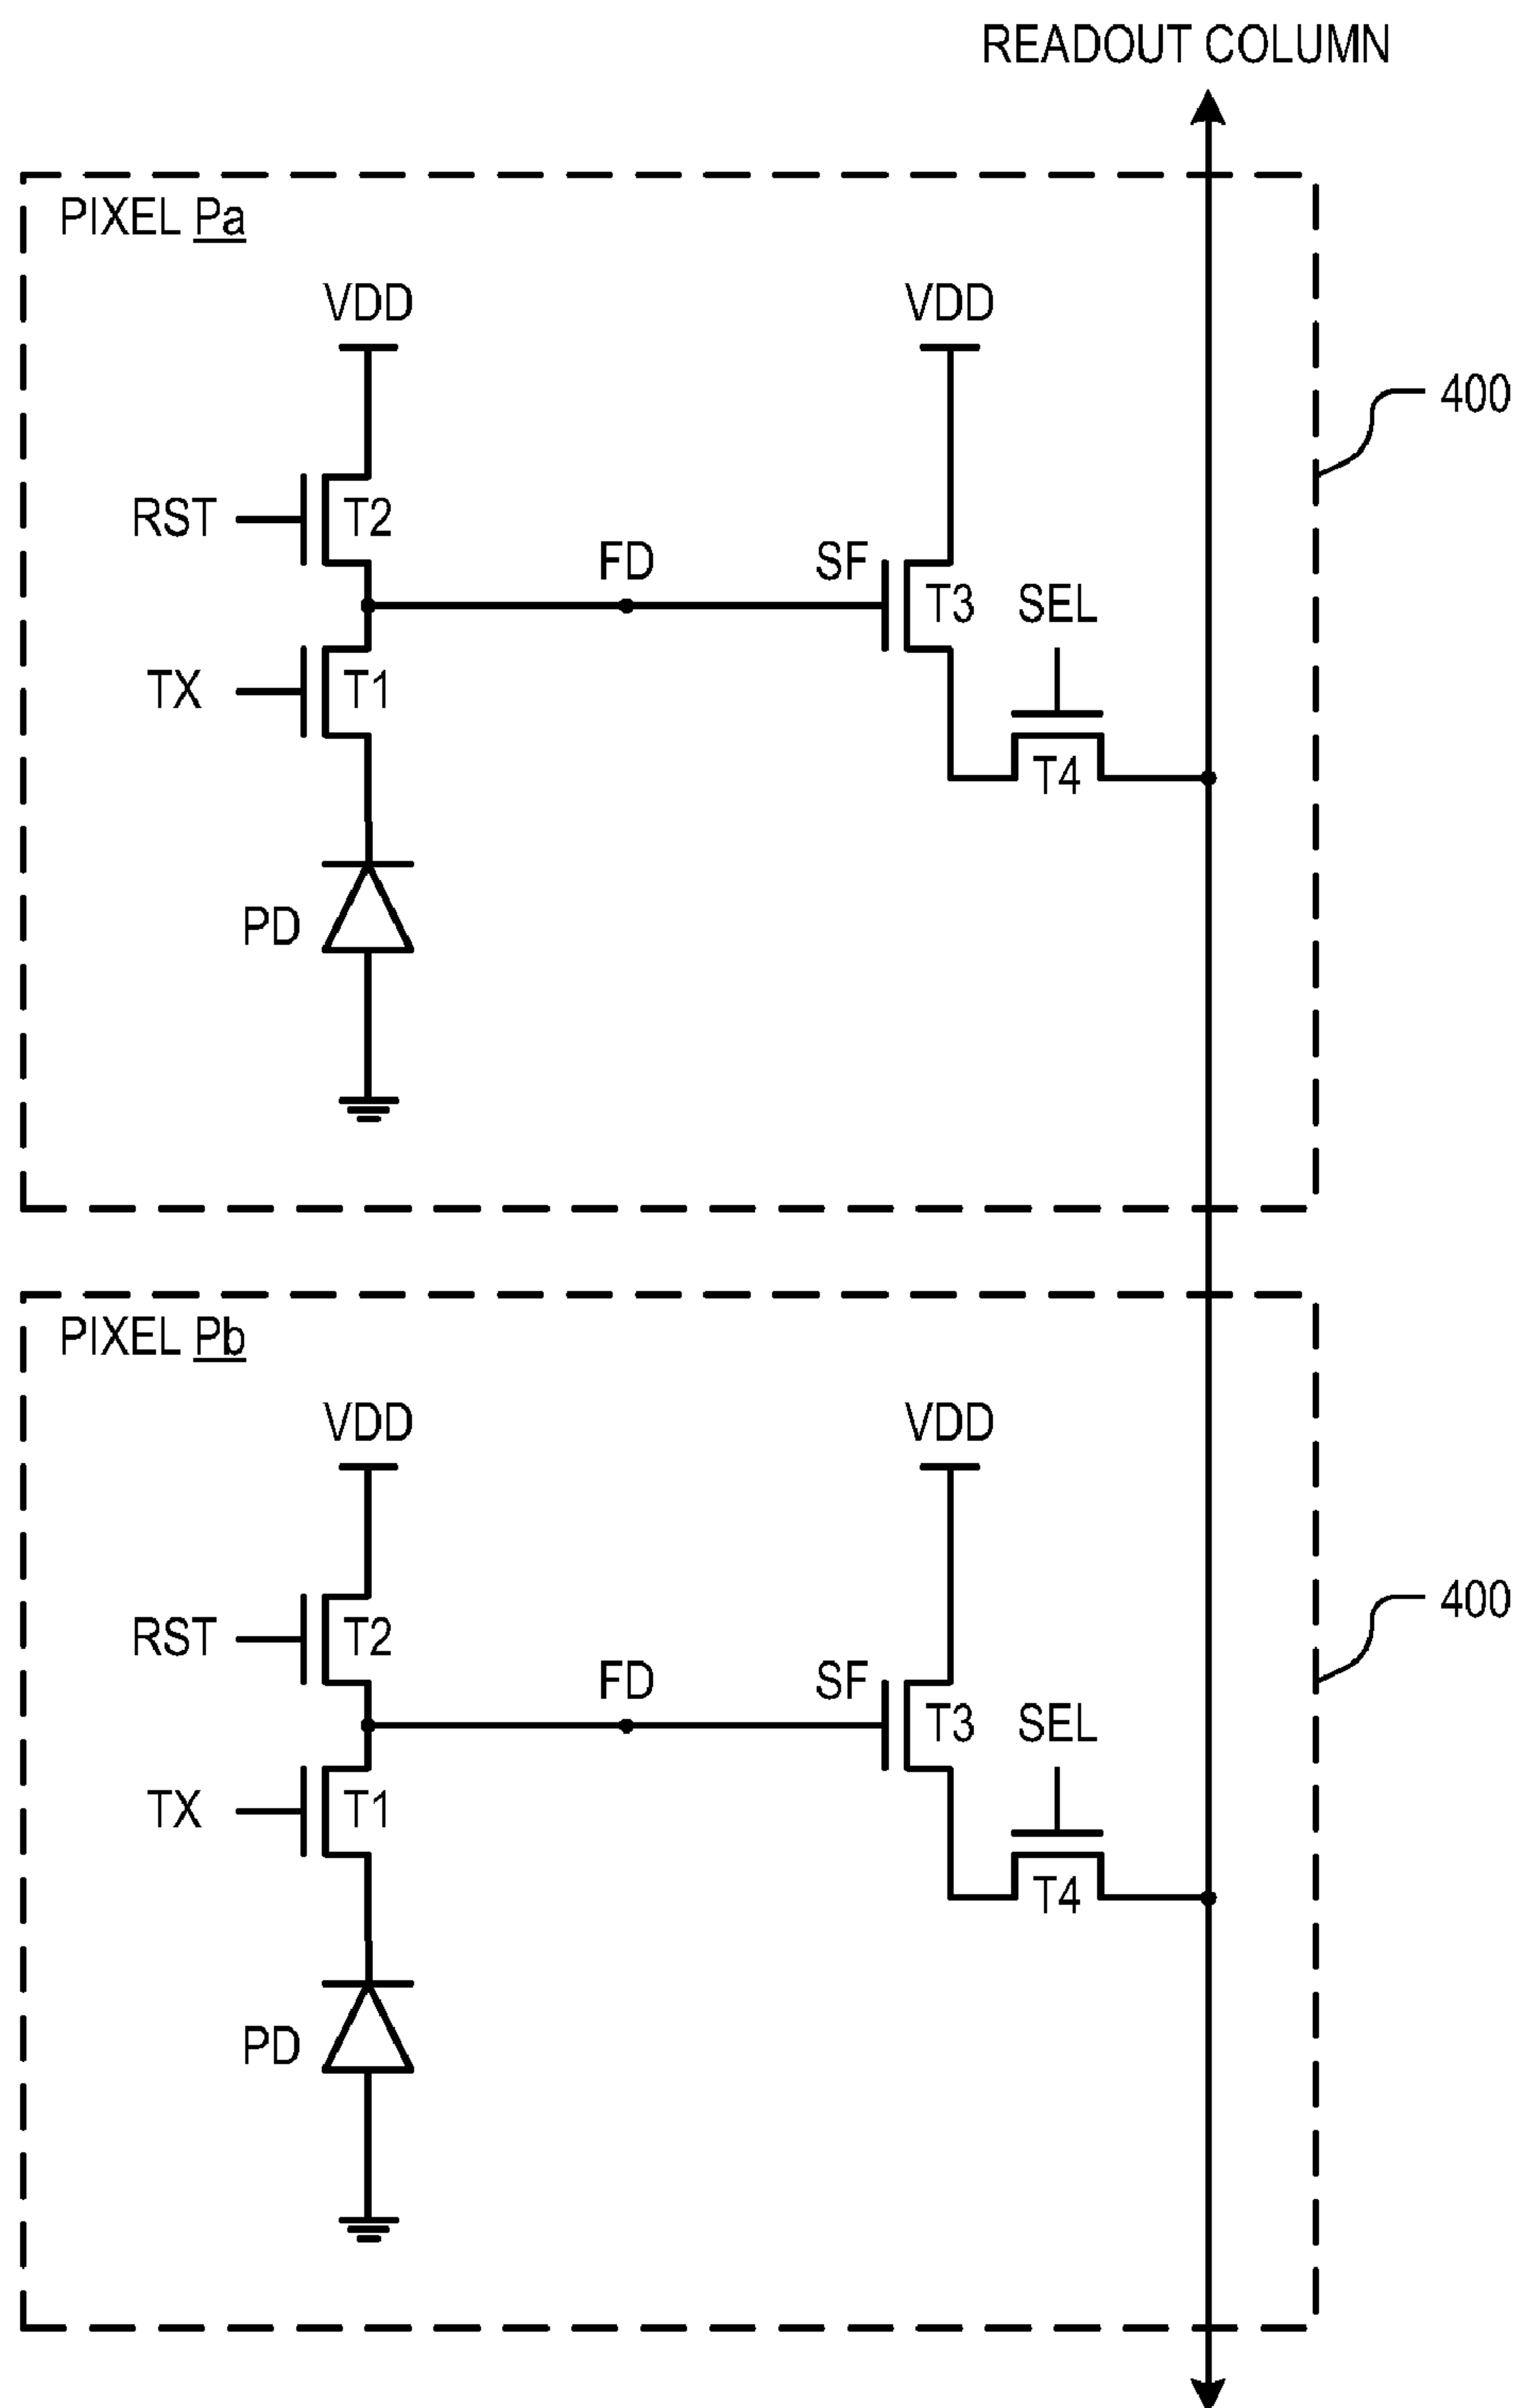 READOUT COLUMN
PIXEL Pa
VDD
VDD
400
RST
T2
FD
SF
T3
SEL
TX
T1
T4
PD
PIXEL Pb
VDD
VDD
400
RST
T2
FD
SF
T3
SEL
TX
T1
T4
PD